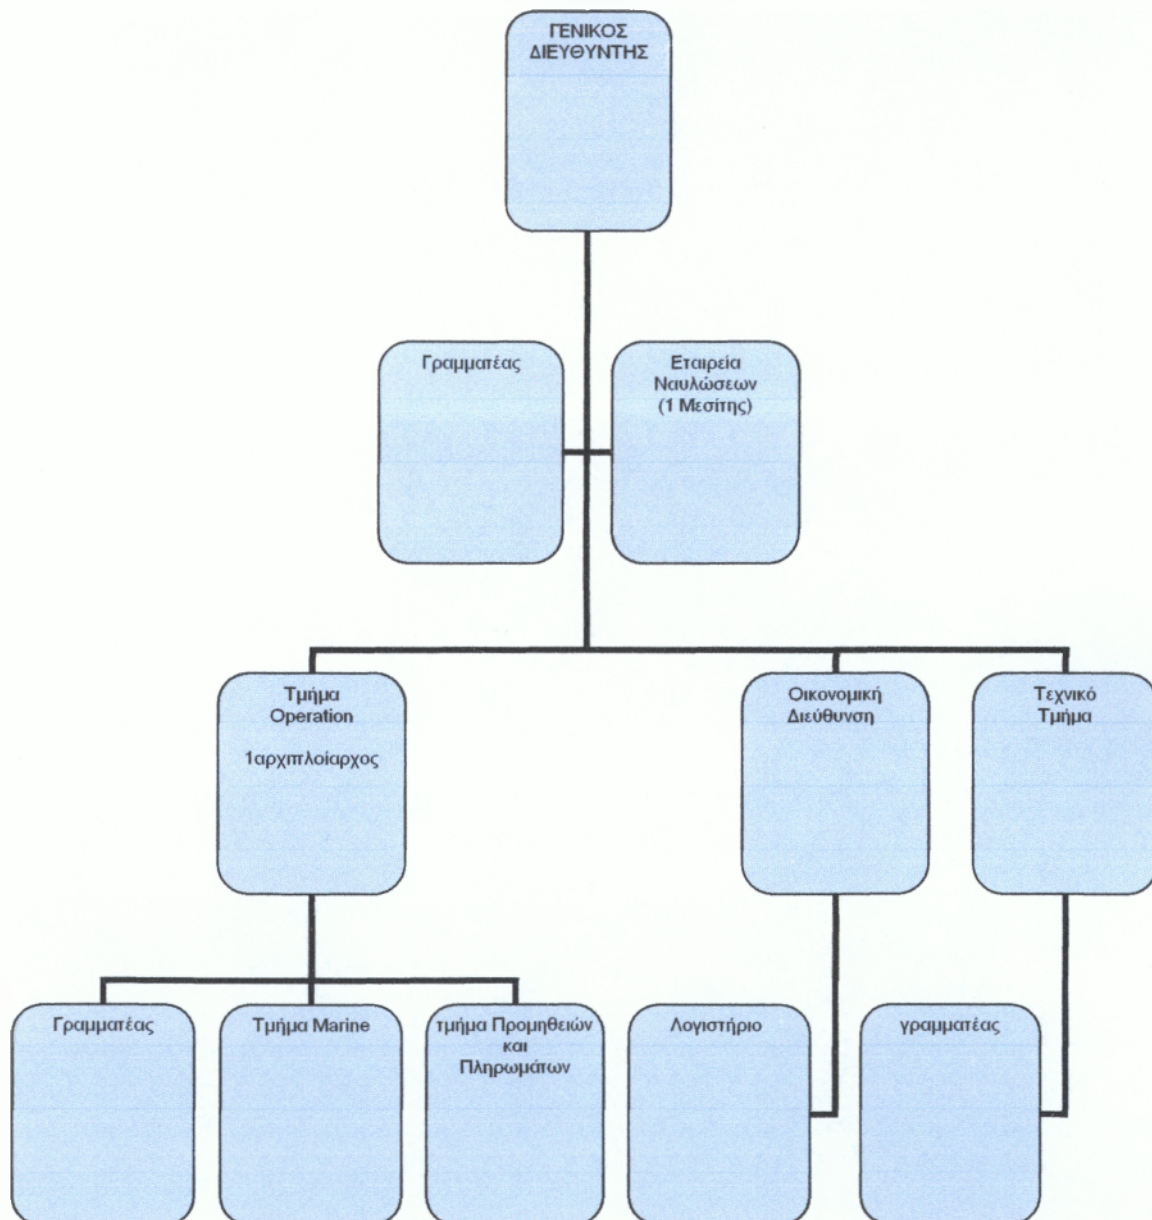 ΓΕΝΙΚΟΣ
ΔΙΕΥΘΥΝΤΗΣ
Γραμματέας
Εταιρεία
Ναυλώσεων
(1 Μεσίτης)
Τμήμα
Operation
1αρχιπλοίαρχος
Οικονομική
Διεύθυνση
Τεχνικό
Τμήμα
Γραμματέας
Τμήμα Marine
τμήμα Προμηθειών
και
Πληρωμάτων
Λογιστήριο
γραμματέας